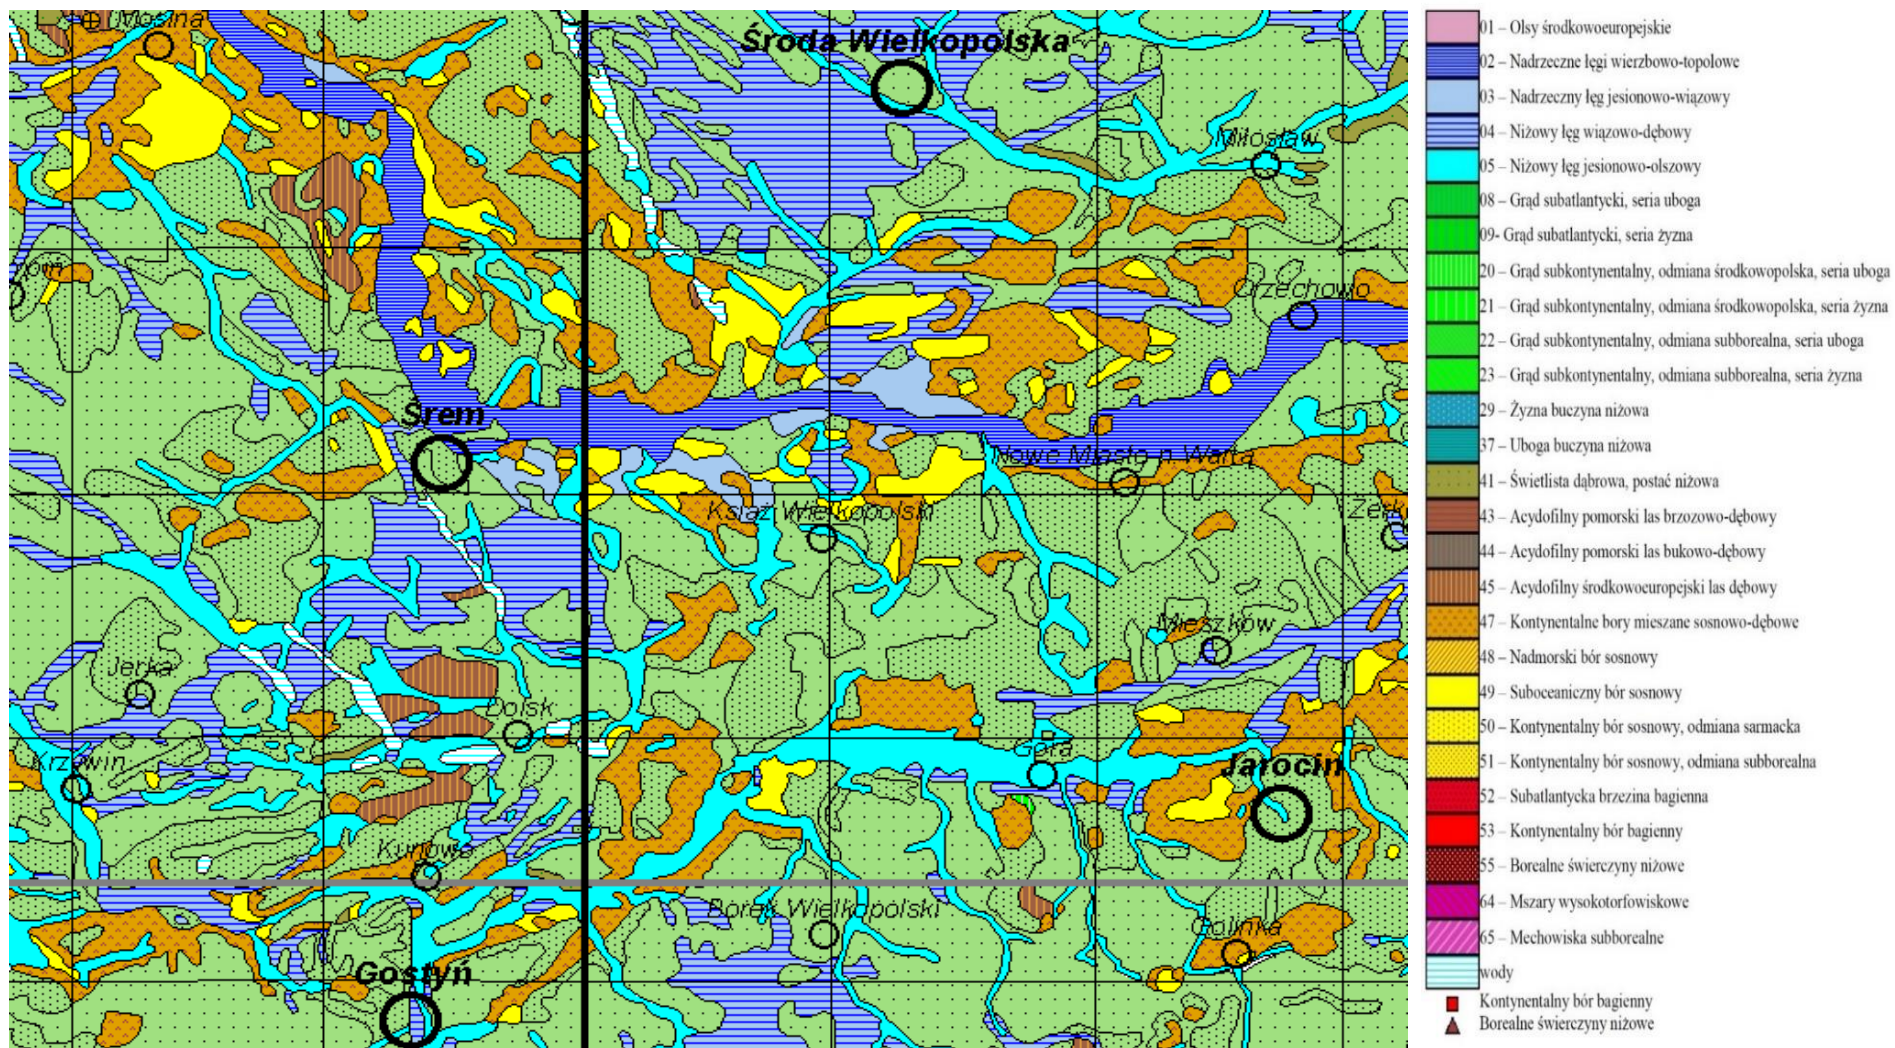 Mosina
Środa Wielkopolska
Miłosław
Orzechowo
Śrem
Nowe Miasto n.Wartą
Książ Wielkopolski
Mieszków
Jerka
Dolsk
Krzywiń
Góra
Jarocin
Kunowo
Borek Wielkopolski
Golinka
Gostyń
01 – Olsy środkowoeuropejskie
02 – Nadrzeczne łęgi wierzbowo-topolowe
03 – Nadrzeczny łęg jesionowo-wiązowy
04 – Niżowy łęg wiązowo-dębowy
05 – Niżowy łęg jesionowo-olszowy
08 – Grąd subatlantycki, seria uboga
09- Grąd subatlantycki, seria żyzna
20 – Grąd subkontynentalny, odmiana środkowopolska, seria uboga
21 – Grąd subkontynentalny, odmiana środkowopolska, seria żyzna
22 – Grąd subkontynentalny, odmiana subborealna, seria uboga
23 – Grąd subkontynentalny, odmiana subborealna, seria żyzna
29 – Żyzna buczyna niżowa
37 – Uboga buczyna niżowa
41 – Świetlista dąbrowa, postać niżowa
43 – Acydofilny pomorski las brzozowo-dębowy
44 – Acydofilny pomorski las bukowo-dębowy
45 – Acydofilny środkowoeuropejski las dębowy
47 – Kontynentalne bory mieszane sosnowo-dębowe
48 – Nadmorski bór sosnowy
49 – Suboceaniczny bór sosnowy
50 – Kontynentalny bór sosnowy, odmiana sarmacka
51 – Kontynentalny bór sosnowy, odmiana subborealna
52 – Subatlantycka brzezina bagienna
53 – Kontynentalny bór bagienny
55 – Borealne świerczyny niżowe
64 – Mszary wysokotorfowiskowe
65 – Mechowiska subborealne
wody
Kontynentalny bór bagienny
Borealne świerczyny niżowe